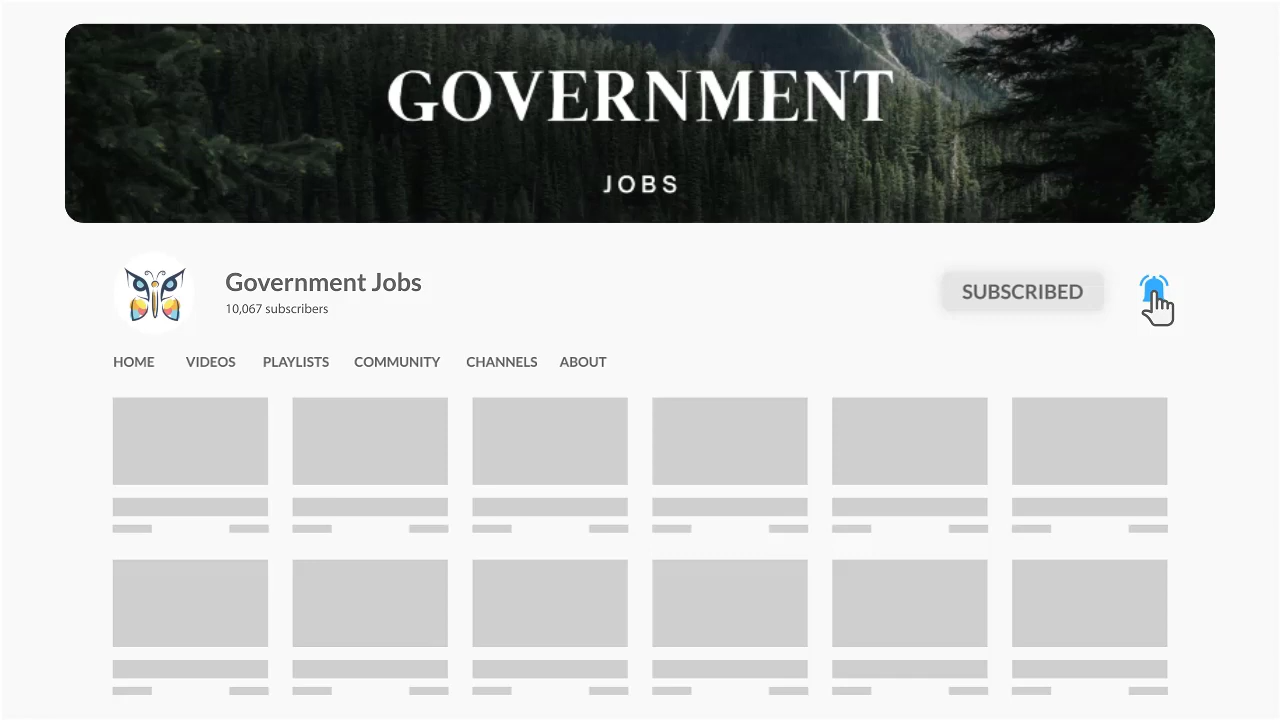 GOVERNMENT
JOBS
Government Jobs
SUBSCRIBED
10,067 subscribers
HOME VIDEOS PLAYLISTS COMMUNITY CHANNELS ABOUT